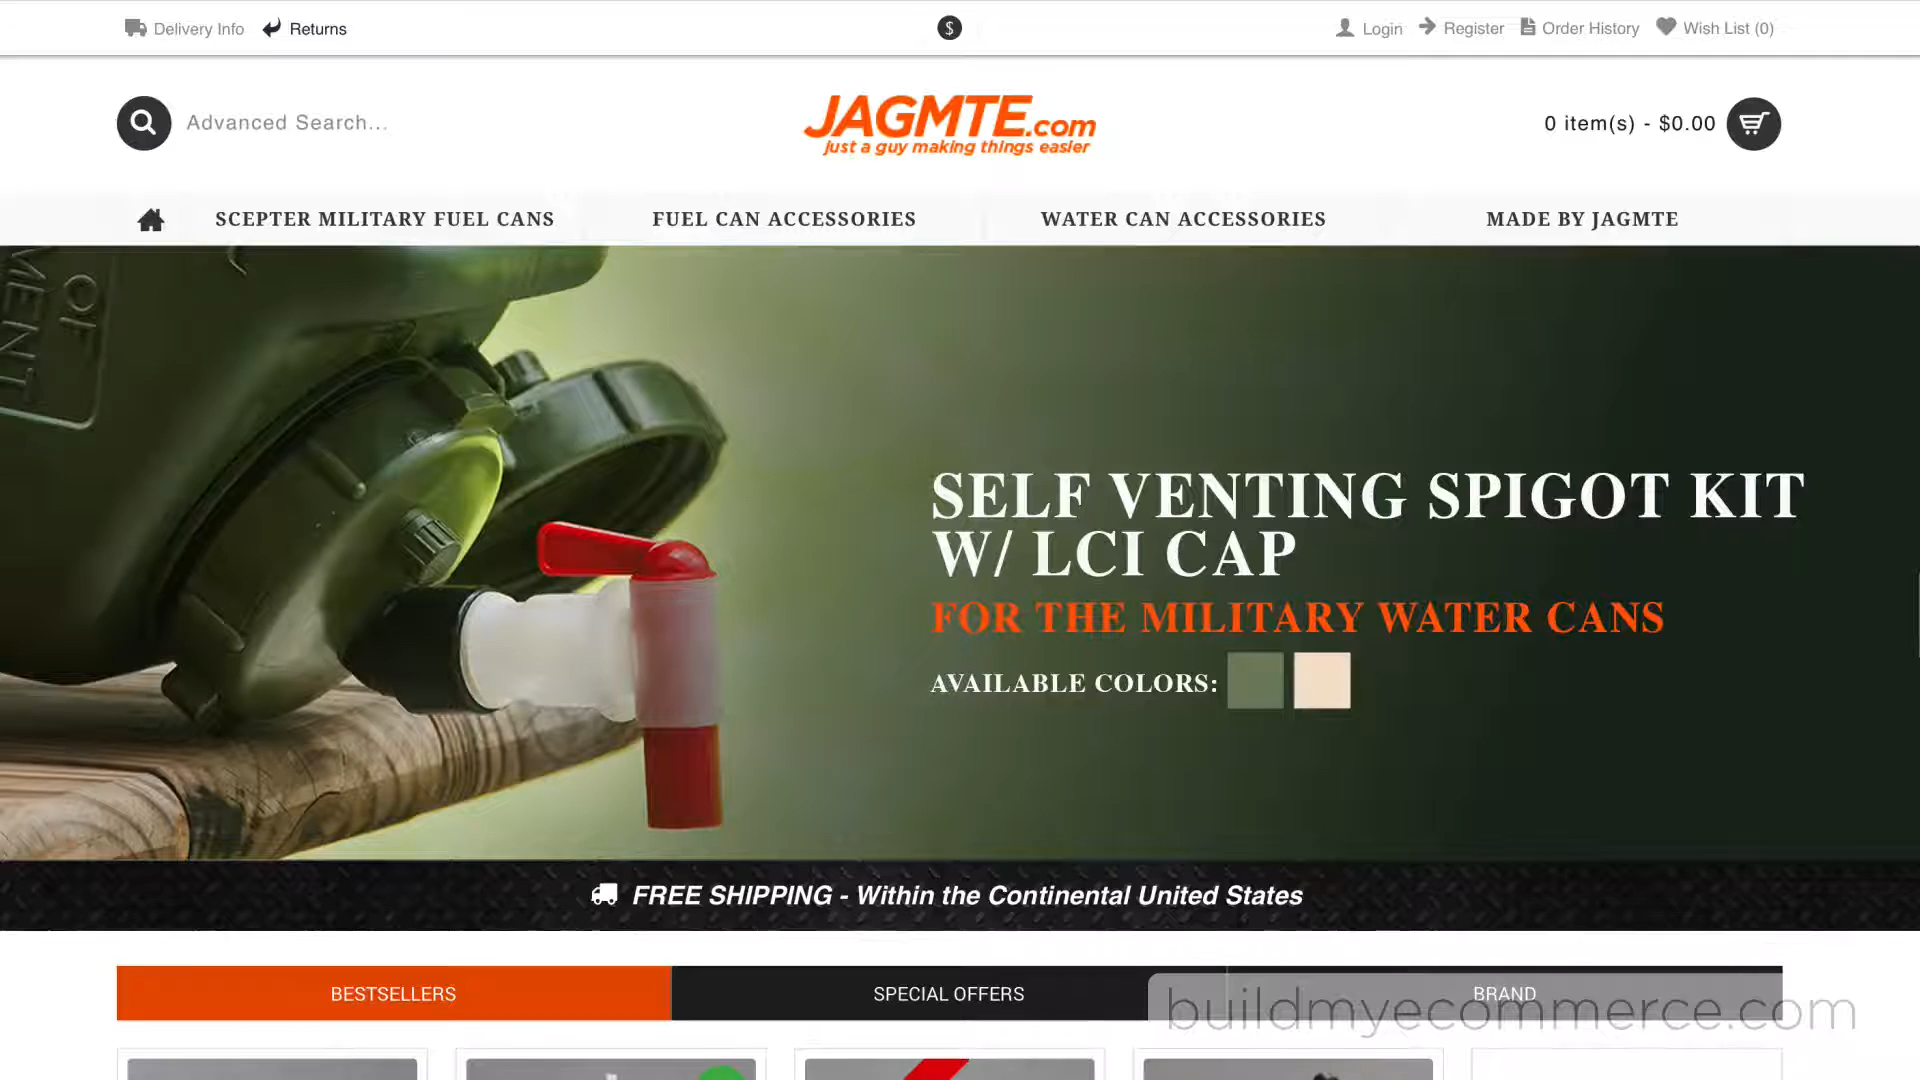 Delivery Info
Returns
$
Login
Register
Order History
Wish List (0)
Advanced Search...
JAGMTE.com
just a guy making things easier
0 item(s) - $0.00
SCEPTER MILITARY FUEL CANS
FUEL CAN ACCESSORIES
WATER CAN ACCESSORIES
MADE BY JAGMTE
OF
MENT
SELF VENTING SPIGOT KIT
W/ LCI CAP
FOR THE MILITARY WATER CANS
AVAILABLE COLORS:
FREE SHIPPING - Within the Continental United States
BESTSELLERS
SPECIAL OFFERS
BRAND
buildmyecommerce.com